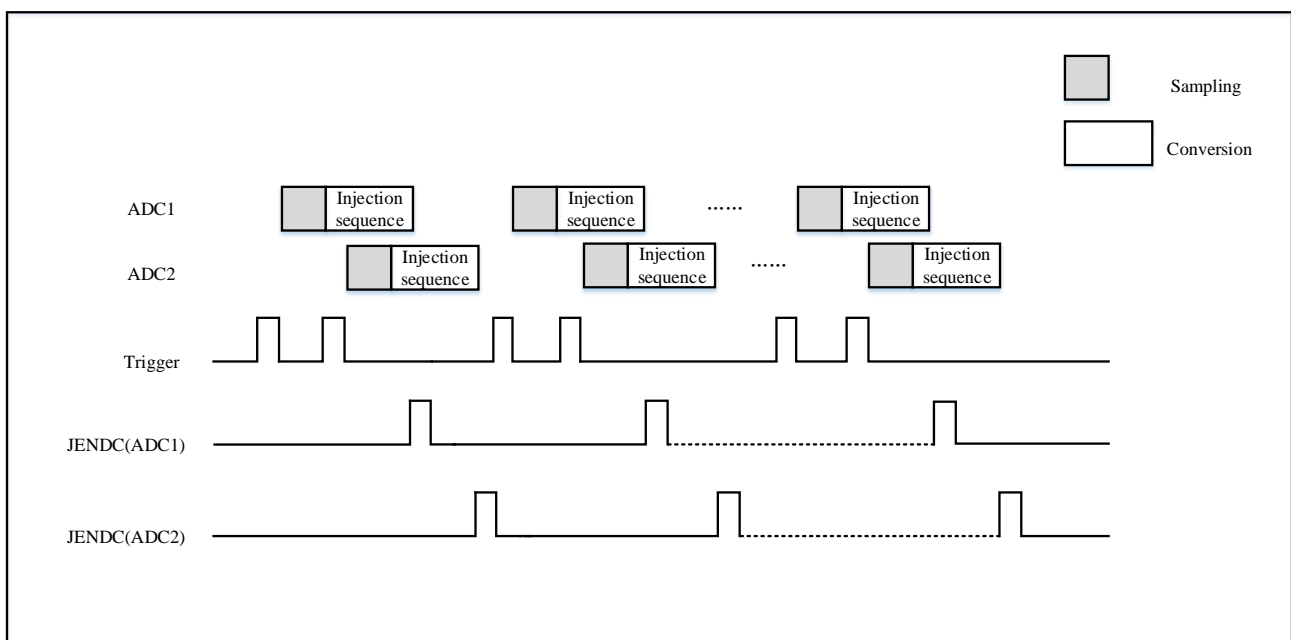 Sampling
Conversion
ADC1
Injection
sequence
Injection
sequence
......
Injection
sequence
ADC2
Injection
sequence
Injection
sequence
......
Injection
sequence
Trigger
JENDC(ADC1)
JENDC(ADC2)